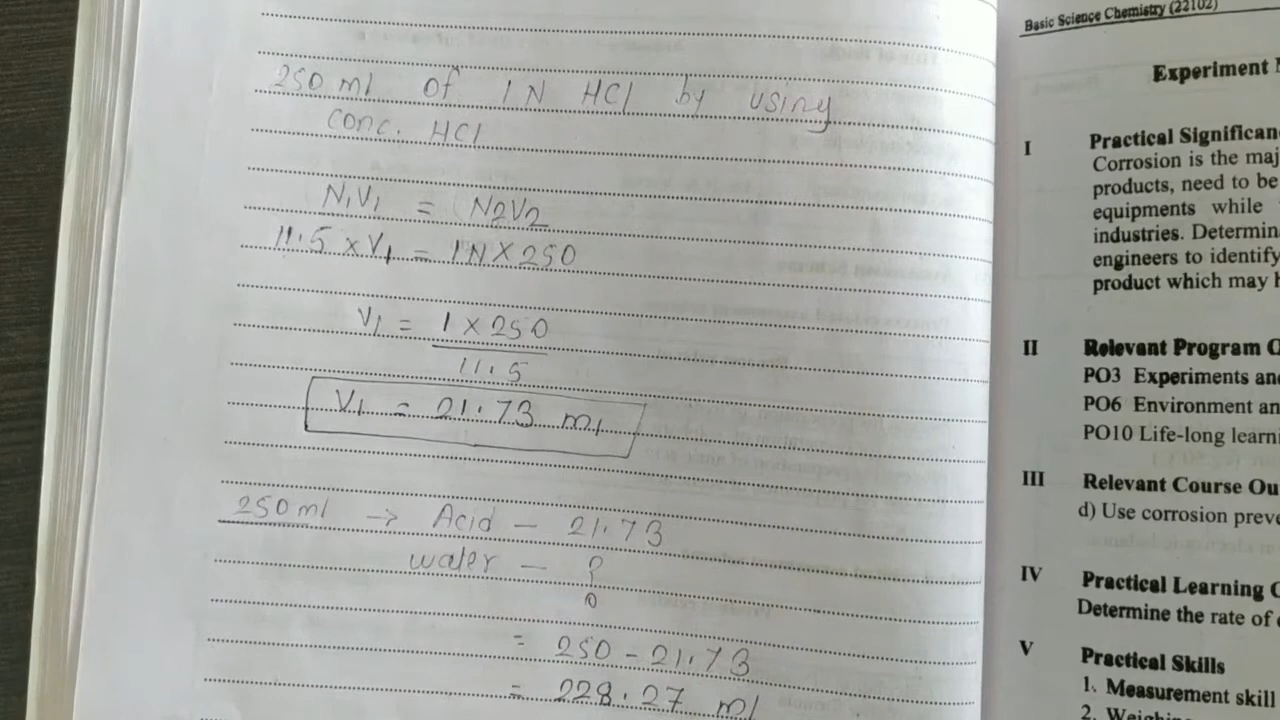 250 ml of 1N HCl by using
conc. HCl
N1V1 = N2V2
11.5 x V1 = 1N x 250
V1 = 1 x 250
11.5
V1 = 21.73 ml
250 ml → Acid - 21.73
water - ?
= 250 - 21.73
= 228.27 ml
Basic Science Chemistry (22102)
Experiment
I Practical Significan
Corrosion is the maj
products, need to be
equipments while
industries. Determin
engineers to identify
product which may h
II Relevant Program O
PO3 Experiments and
PO6 Environment an
PO10 Life-long learni
III Relevant Course Ou
d) Use corrosion preve
IV Practical Learning O
Determine the rate of
V Practical Skills
1. Measurement skill
2. Weighin